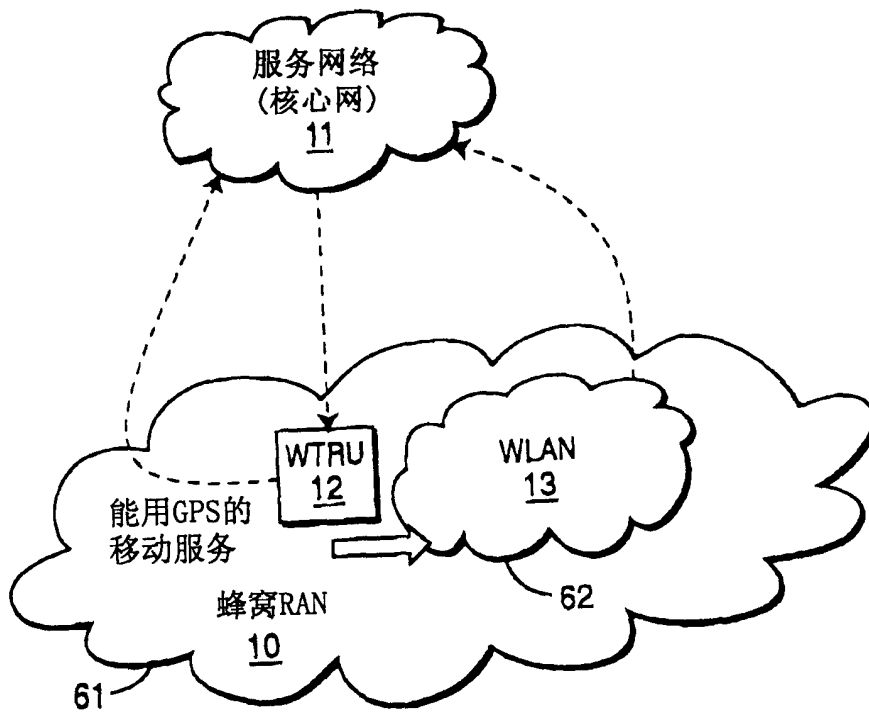 服务网络
(核心网)
11
WTRU
12
WLAN
13
能用GPS的
移动服务
62
蜂窝RAN
10
61